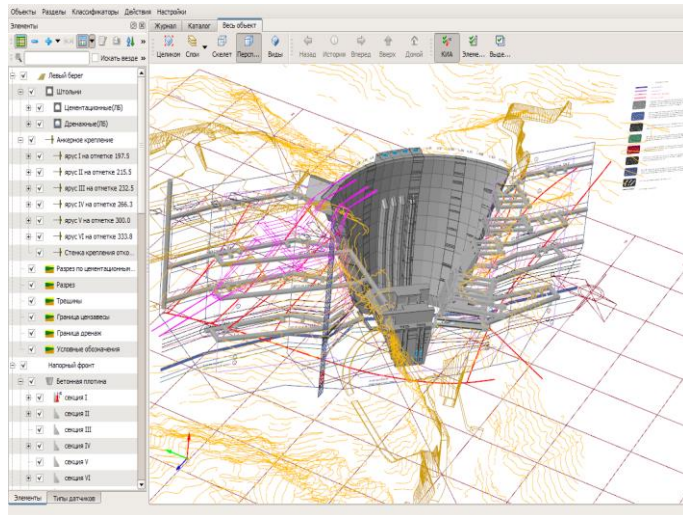 Объекты Разделы Классификаторы Действия Настройки
Элементы
Журнал Каталог Весь объект
Искать везде »
Целиком Слои Скелет Персп... Виды Назад История Вперед Вверх Домой КИА Элеме... Выде...
Левый берег
Штольни
Цементационные(ЛБ)
Дренажные(ЛБ)
Анкерное крепление
ярус I на отметке 197.5
ярус II на отметке 215.5
ярус III на отметке 232.5
ярус IV на отметке 266.3
ярус V на отметке 300.0
ярус VI на отметке 333.8
Стенка крепления отко...
Разрез по цементационным...
Разрез
Трещины
Граница цемзавесы
Граница дренаж
Условные обозначения
Напорный фронт
Бетонная плотина
секция I
секция II
секция III
секция IV
секция V
секция VI
Элементы Типы датчиков